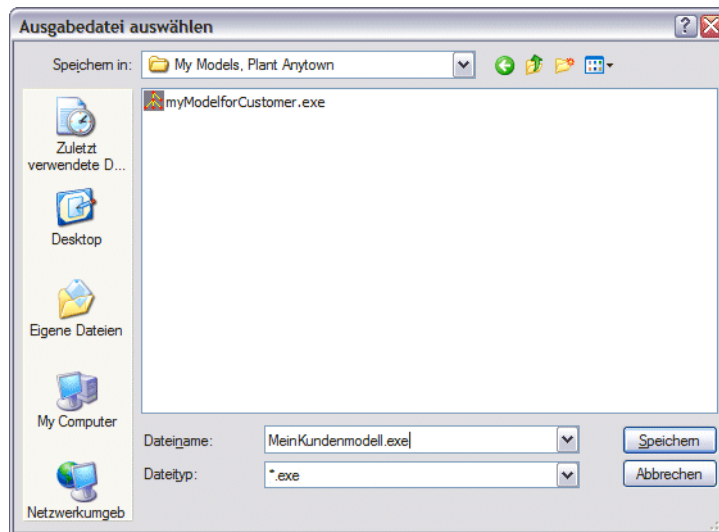 Ausgabedatei auswählen
Speichern in: My Models, Plant Anytown
myModelforCustomer.exe
Zuletzt
verwendete D...
Desktop
Eigene Dateien
My Computer
Netzwerkumgeb
Dateiname: MeinKundenmodell.exe Speichern
Dateityp: *.exe Abbrechen